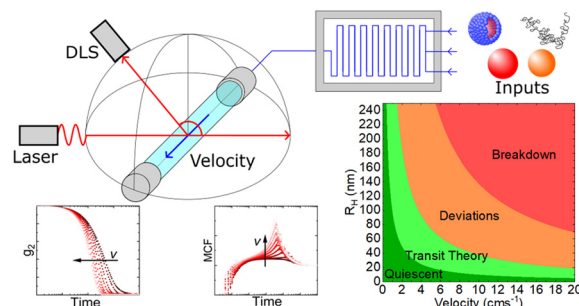 DLS
Laser
Velocity
Inputs
g₂
v
Time
MCF
v
Time
R_H (nm)
240
220
200
180
160
140
120
100
80
60
40
20
0
Breakdown
Deviations
Transit Theory
Quiescent
0 2 4 6 8 10 12 14 16 18 20
Velocity (cms⁻¹)